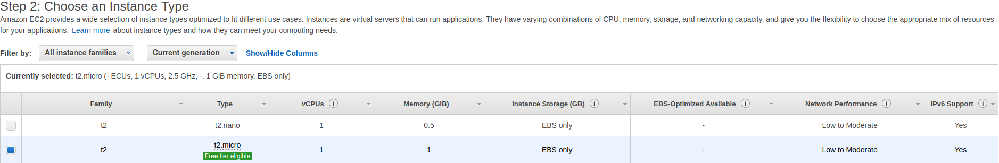 Step 2: Choose an Instance Type
Amazon EC2 provides a wide selection of instance types optimized to fit different use cases. Instances are virtual servers that can run applications. They have varying combinations of CPU, memory, storage, and networking capacity, and give you the flexibility to choose the appropriate mix of resources
for your applications. Learn more about instance types and how they can meet your computing needs.
Filter by: All instance families Current generation Show/Hide Columns
Currently selected: t2.micro (- ECUs, 1 vCPUs, 2.5 GHz, -, 1 GiB memory, EBS only)
Family Type vCPUs i Memory (GiB) Instance Storage (GB) i EBS-Optimized Available i Network Performance i IPv6 Support i
t2 t2.nano 1 0.5 EBS only - Low to Moderate Yes
t2 t2.micro 1 1 EBS only - Low to Moderate Yes
Free tier eligible